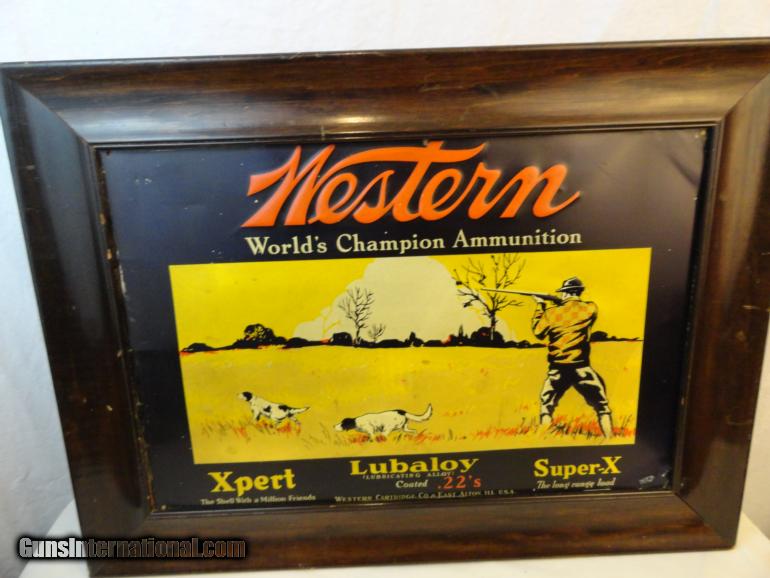 Western
World's Champion Ammunition
Xpert
The Shell With a Million Friends
Lubaloy
(LUBRICATING ALLOY)
Coated .22's
Super-X
The long range load
WESTERN CARTRIDGE CO. EAST ALTON, ILL. U.S.A.
GunsInternational.com